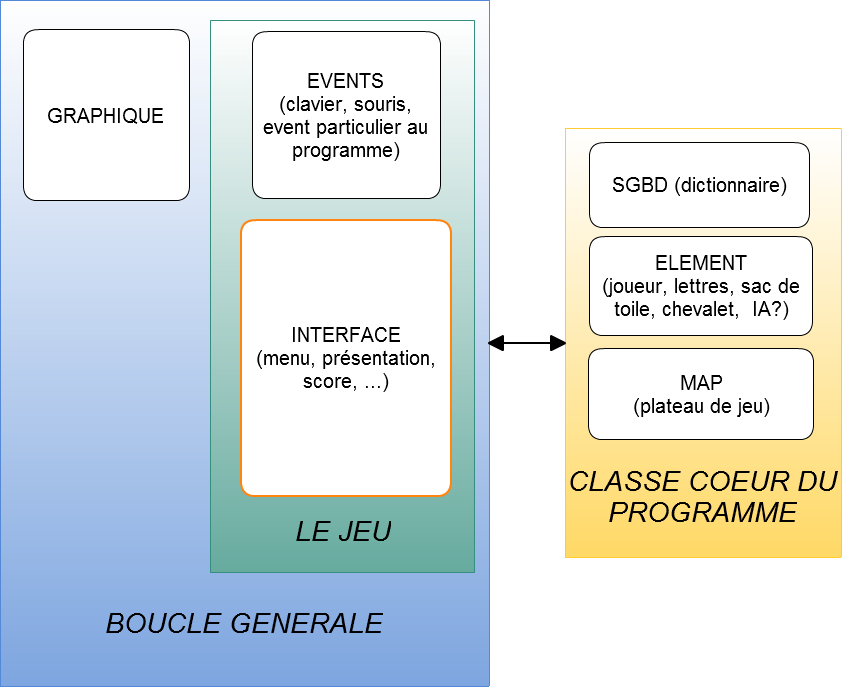 GRAPHIQUE
EVENTS
(clavier, souris,
event particulier au
programme)
INTERFACE
(menu, présentation,
score, ...)
LE JEU
BOUCLE GENERALE
SGBD (dictionnaire)
ELEMENT
(joueur, lettres, sac de
toile, chevalet, IA?)
MAP
(plateau de jeu)
CLASSE COEUR DU
PROGRAMME